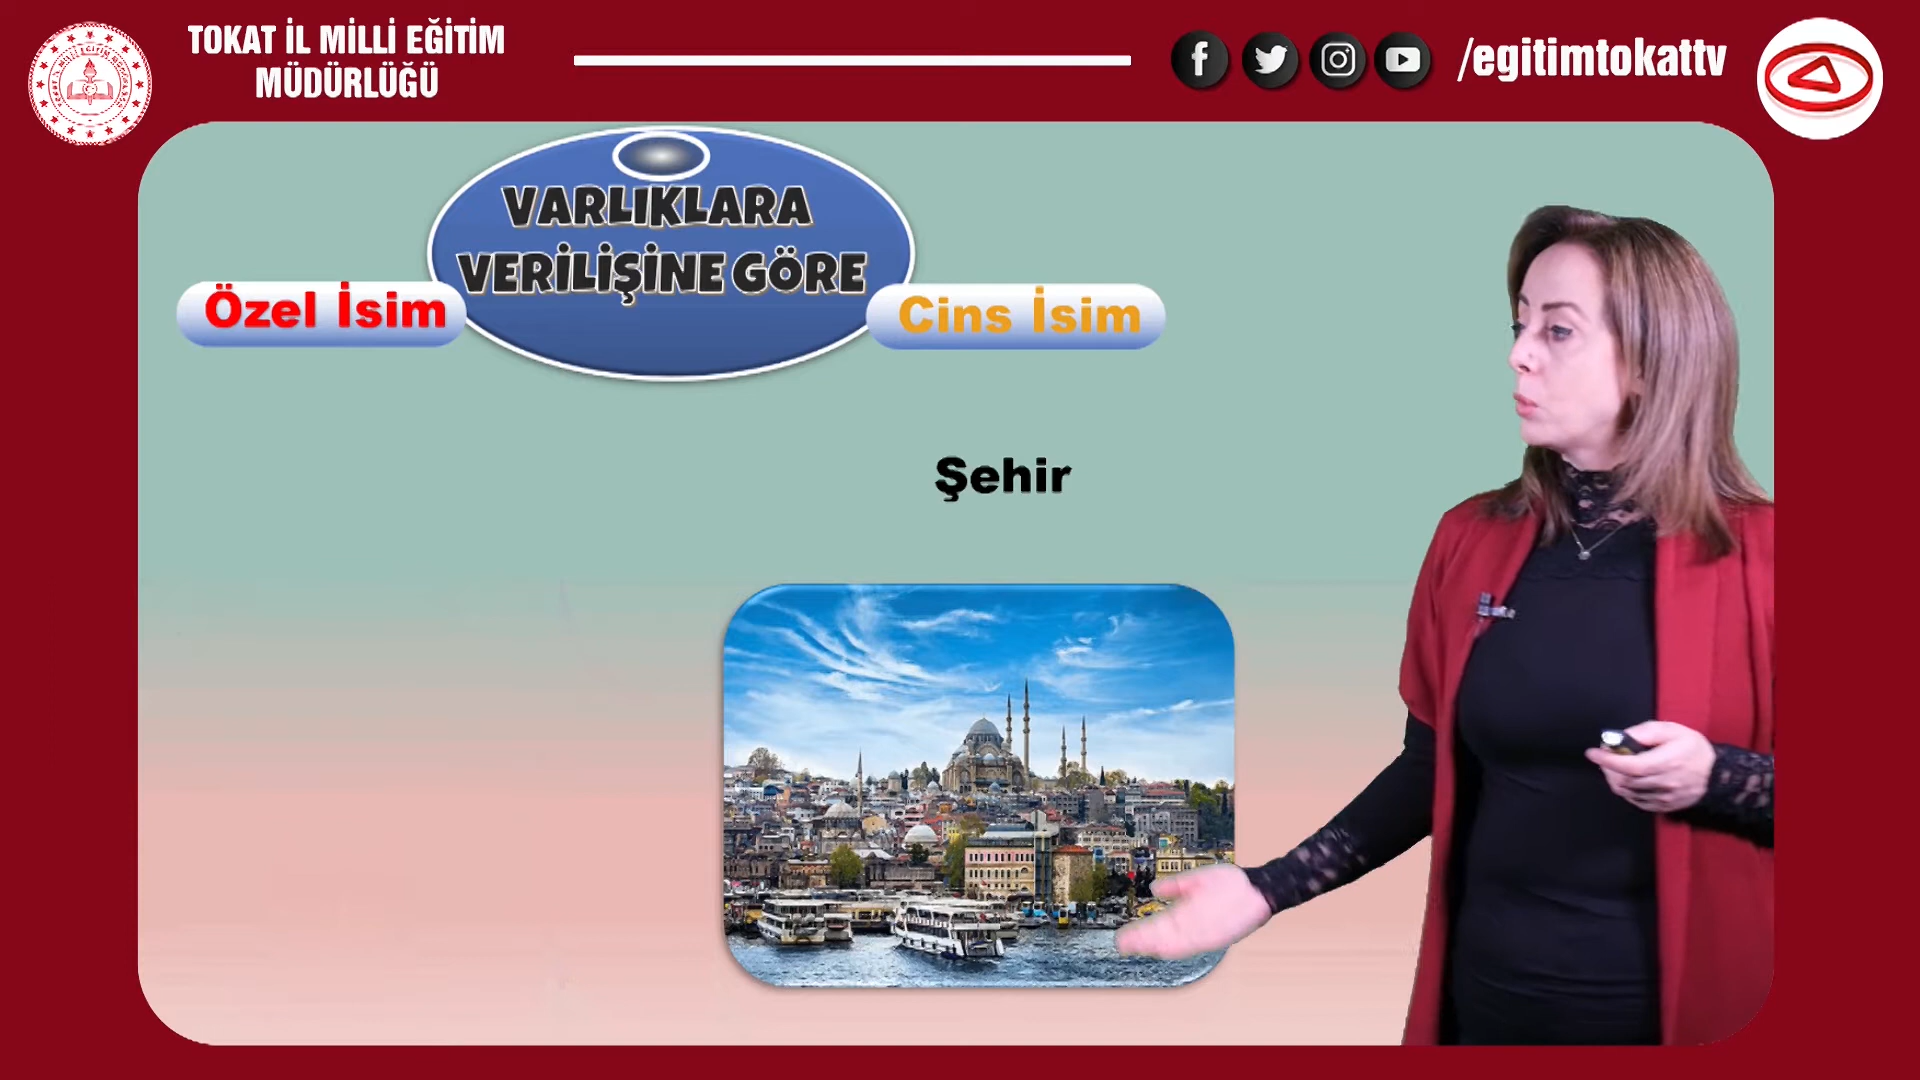 TOKAT İL MİLLİ EĞİTİM
MÜDÜRLÜĞÜ
/egitimtokattv
VARLIKLARA
VERİLİŞİNE GÖRE
Özel İsim
Cins İsim
Şehir